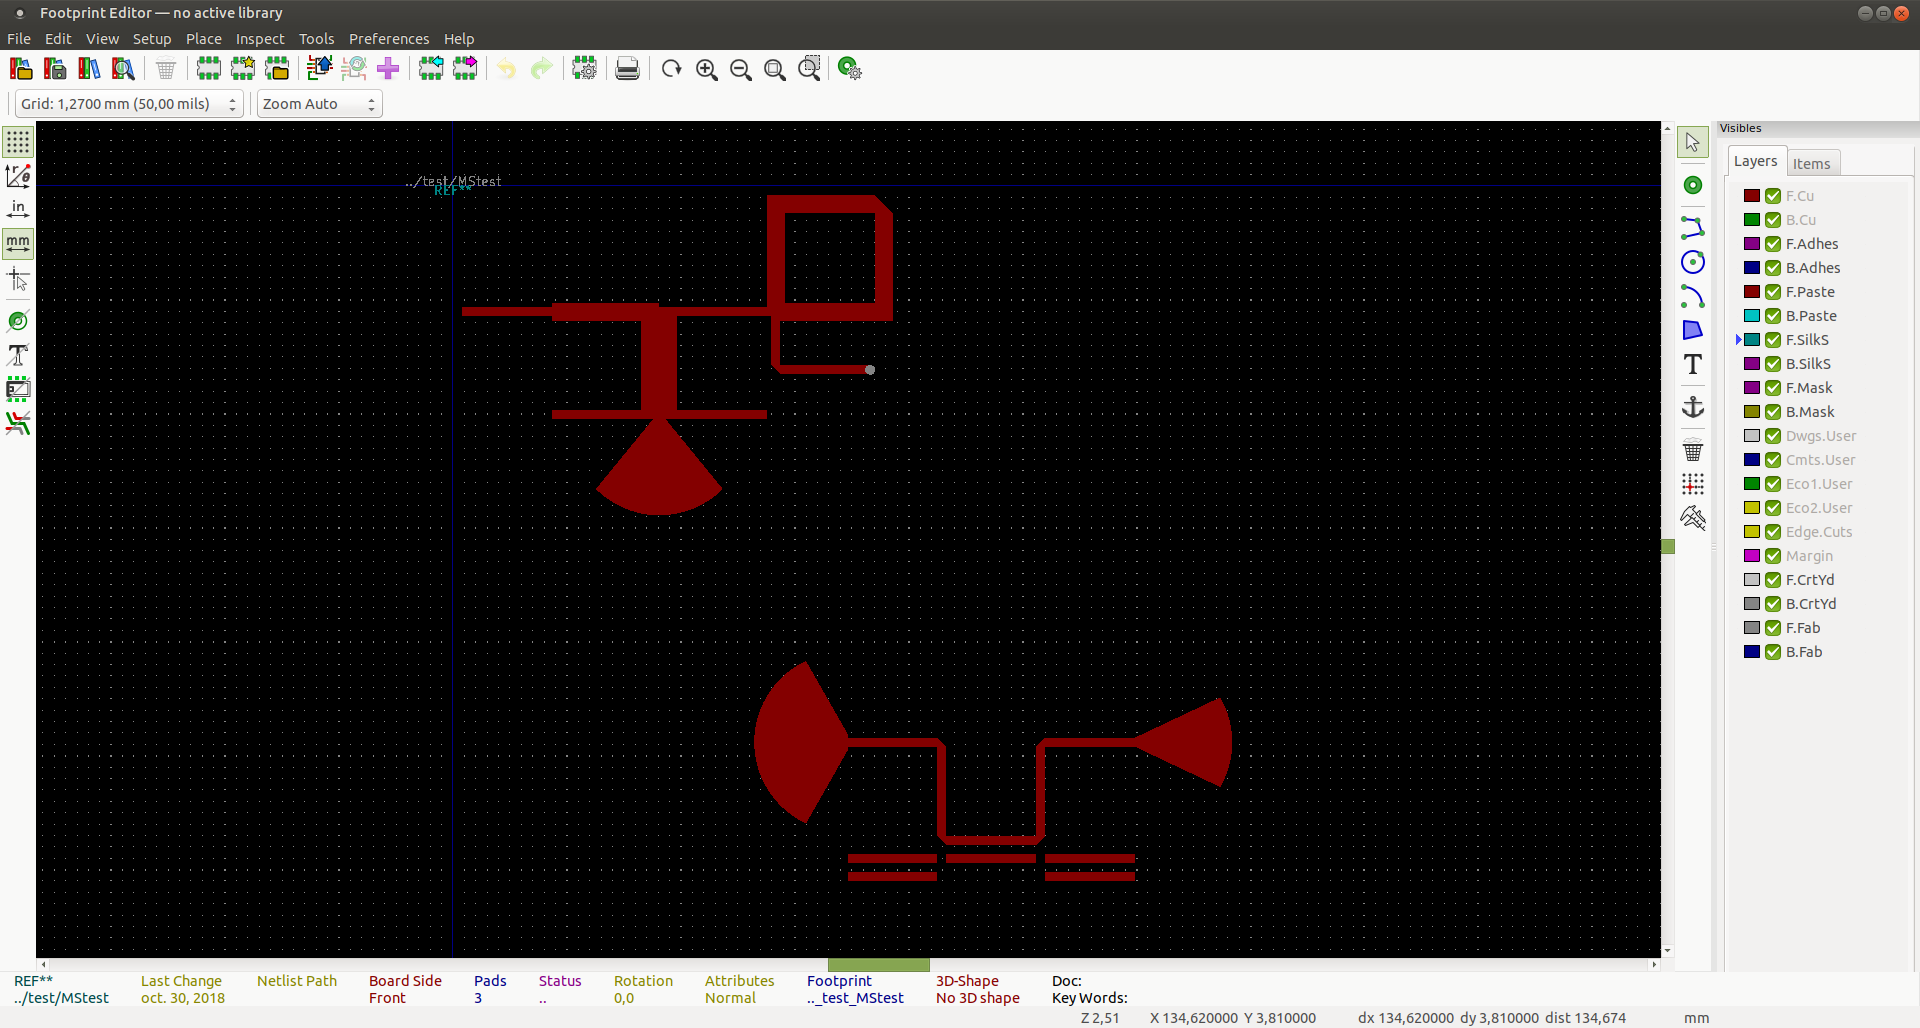 Footprint Editor — no active library
File Edit View Setup Place Inspect Tools Preferences Help
Grid: 1,2700 mm (50,00 mils) Zoom Auto
in
mm
../test/MStest
REF**
Visibles
Layers Items
F.Cu
B.Cu
F.Adhes
B.Adhes
F.Paste
B.Paste
F.SilkS
B.SilkS
F.Mask
B.Mask
Dwgs.User
Cmts.User
Eco1.User
Eco2.User
Edge.Cuts
Margin
F.CrtYd
B.CrtYd
F.Fab
B.Fab
REF** Last Change Netlist Path Board Side Pads Status Rotation Attributes Footprint 3D-Shape Doc:
../test/MStest oct. 30, 2018 Front 3 .. 0,0 Normal .._test_MStest No 3D shape Key Words:
Z 2,51 X 134,620000 Y 3,810000 dx 134,620000 dy 3,810000 dist 134,674 mm